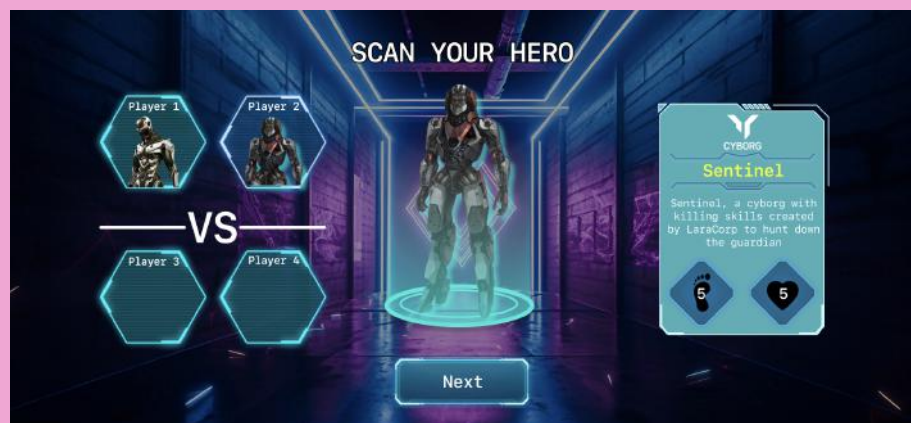 SCAN YOUR HERO
Player 1
Player 2
VS
Player 3
Player 4
CYBORG
Sentinel
Sentinel, a cyborg with
killing skills created
by LaraCorp to hunt down
the guardian
5
5
Next